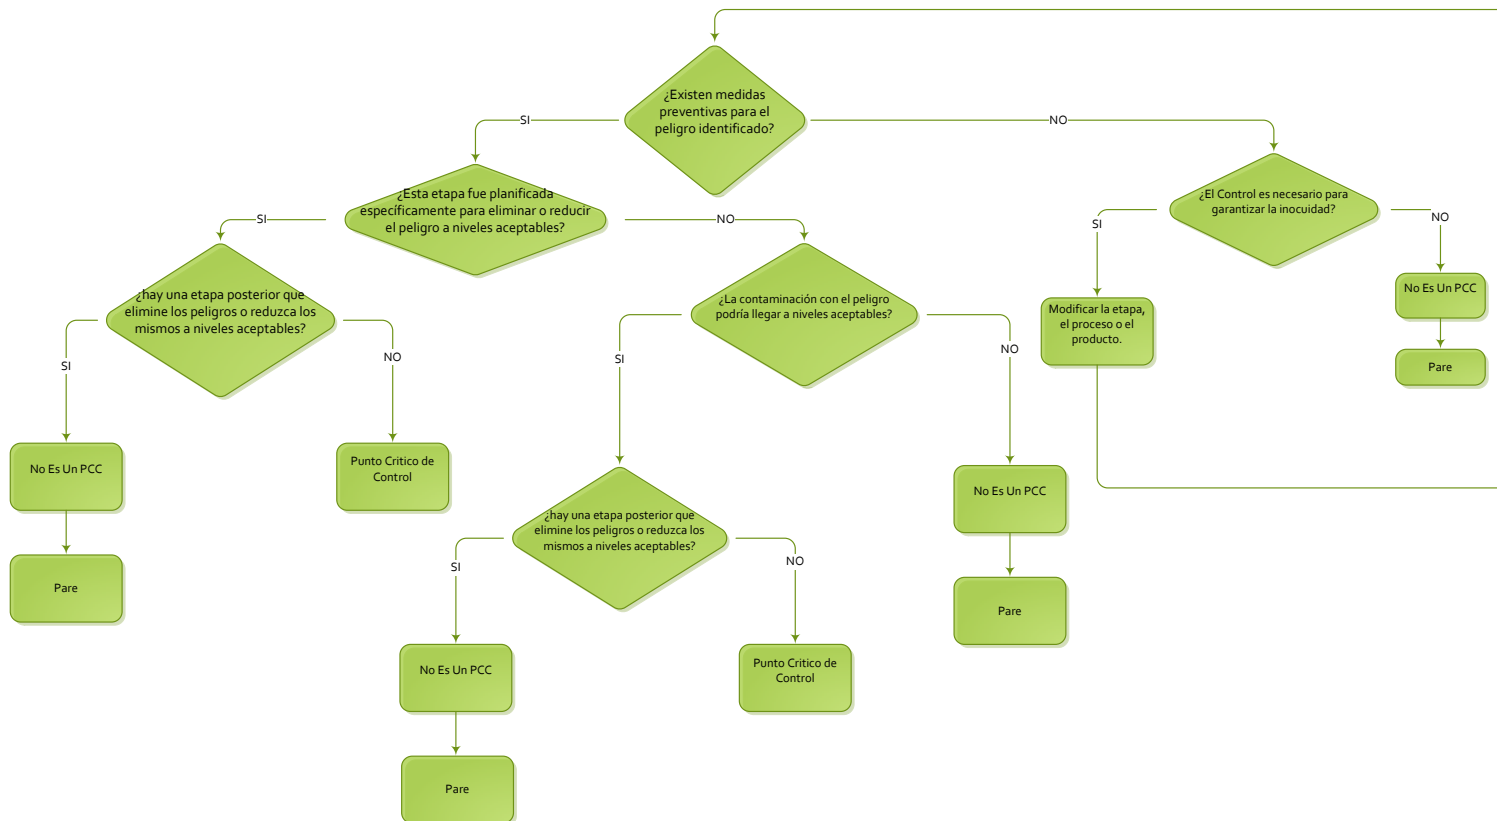 ¿Existen medidas
preventivas para el
peligro identificado?
SI
NO
¿Esta etapa fue planificada
específicamente para eliminar o reducir
el peligro a niveles aceptables?
¿El Control es necesario para
garantizar la inocuidad?
SI
NO
SI
NO
¿hay una etapa posterior que
elimine los peligros o reduzca los
mismos a niveles aceptables?
¿La contaminación con el peligro
podría llegar a niveles aceptables?
Modificar la etapa,
el proceso o el
producto.
No Es Un PCC
Pare
SI
NO
SI
NO
No Es Un PCC
Punto Critico de
Control
No Es Un PCC
Pare
¿hay una etapa posterior que
elimine los peligros o reduzca los
mismos a niveles aceptables?
Pare
SI
NO
No Es Un PCC
Punto Critico de
Control
Pare